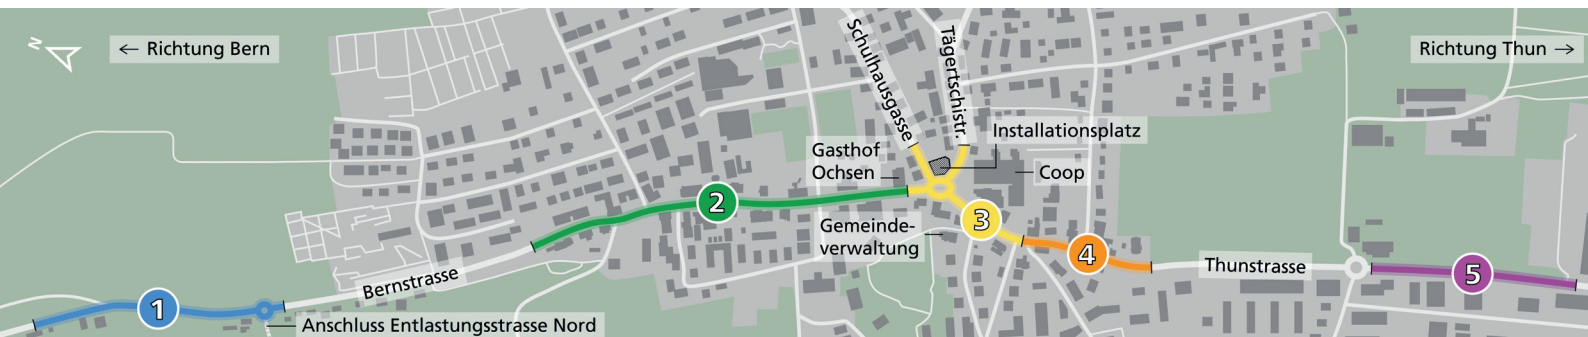 N
← Richtung Bern
Schulhausgasse
Tägertschistr.
Richtung Thun →
Installationsplatz
Gasthof
Ochsen
Coop
2
3
Gemeinde-
verwaltung
4
Thunstrasse
5
Bernstrasse
1
Anschluss Entlastungsstrasse Nord